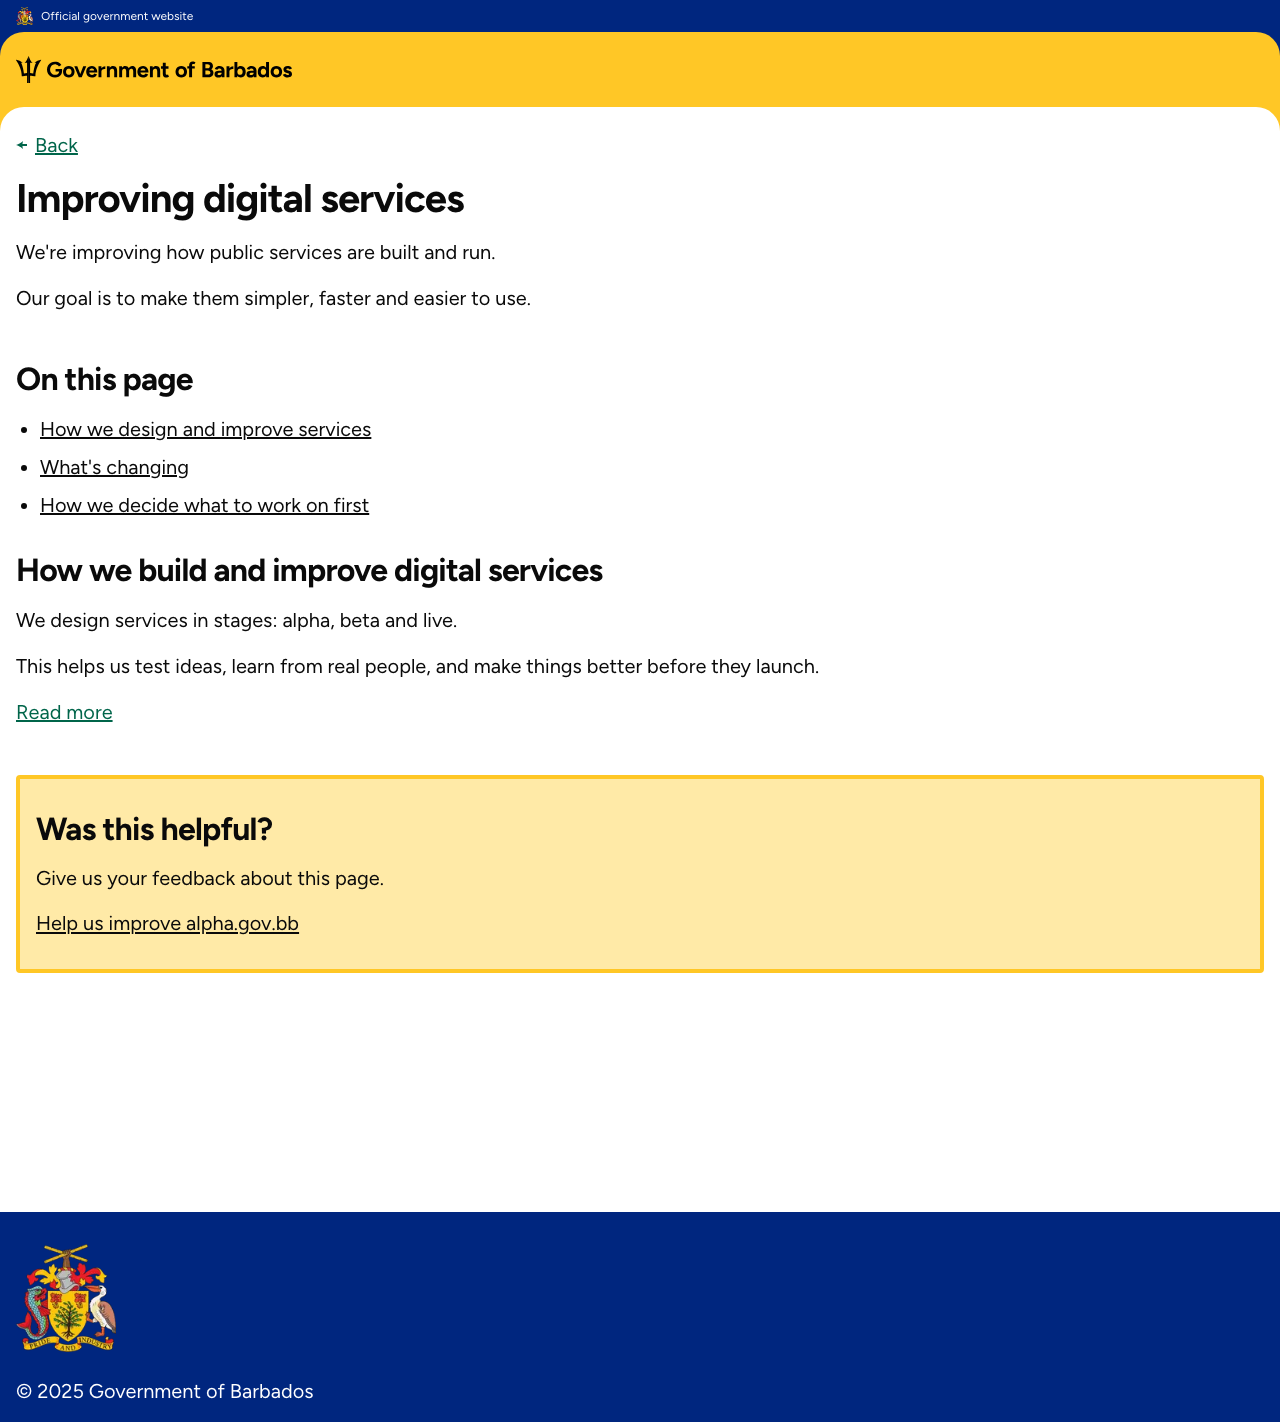 Official government website
Government of Barbados
Back
Improving digital services
We're improving how public services are built and run.
Our goal is to make them simpler, faster and easier to use.
On this page
How we design and improve services
What's changing
How we decide what to work on first
How we build and improve digital services
We design services in stages: alpha, beta and live.
This helps us test ideas, learn from real people, and make things better before they launch.
Read more
Was this helpful?
Give us your feedback about this page.
Help us improve alpha.gov.bb
PRIDE AND INDUSTRY
© 2025 Government of Barbados